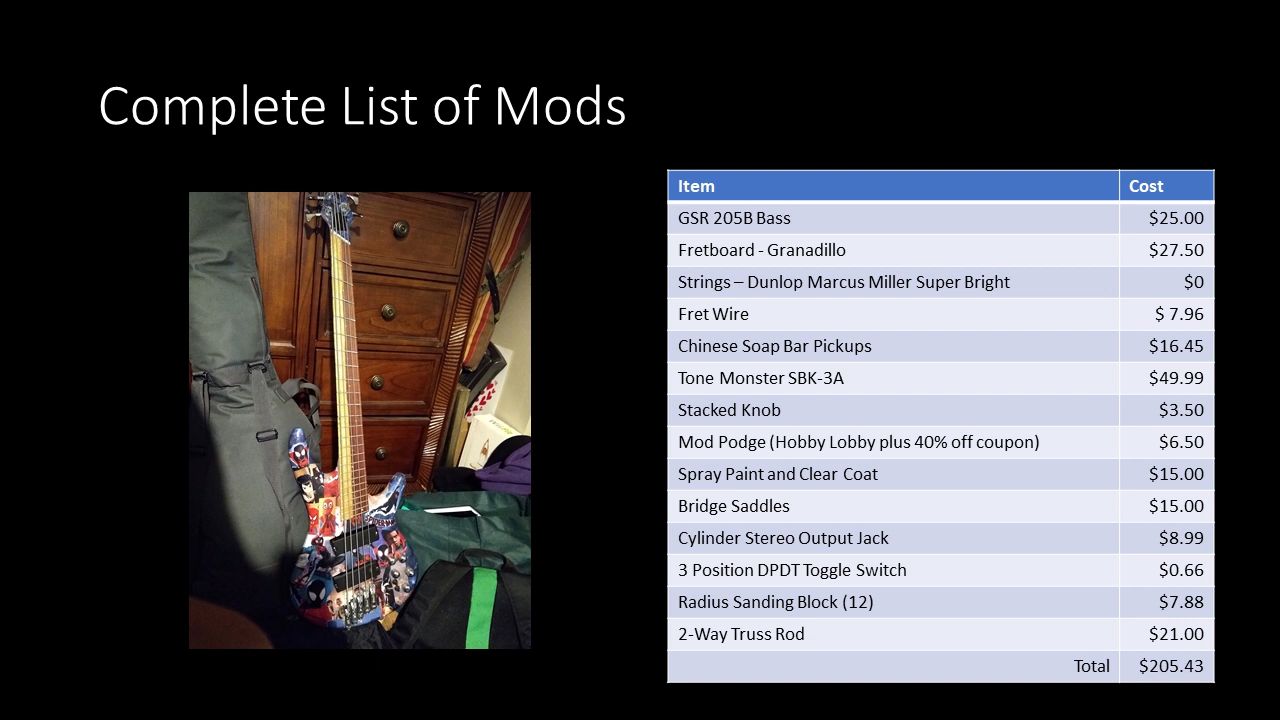 Complete List of Mods
Item Cost
GSR 205B Bass $25.00
Fretboard - Granadillo $27.50
Strings – Dunlop Marcus Miller Super Bright $0
Fret Wire $ 7.96
Chinese Soap Bar Pickups $16.45
Tone Monster SBK-3A $49.99
Stacked Knob $3.50
Mod Podge (Hobby Lobby plus 40% off coupon) $6.50
Spray Paint and Clear Coat $15.00
Bridge Saddles $15.00
Cylinder Stereo Output Jack $8.99
3 Position DPDT Toggle Switch $0.66
Radius Sanding Block (12) $7.88
2-Way Truss Rod $21.00
Total $205.43